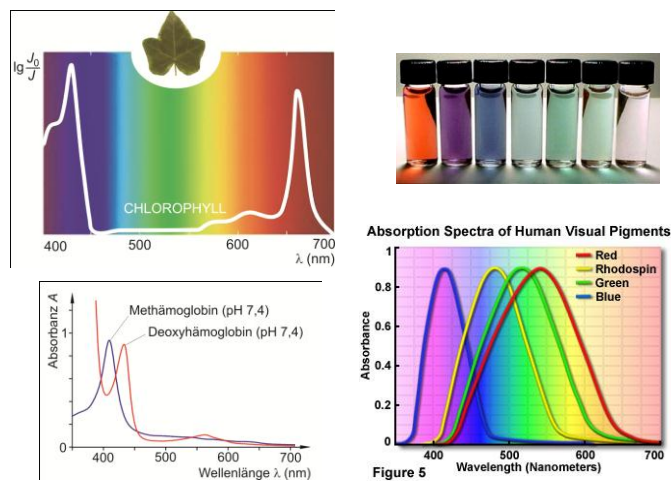 lg J0/J
CHLOROPHYLL
400 500 600 700
λ (nm)
Absorption Spectra of Human Visual Pigments
Absorbance
1
0.8
0.6
0.4
0.2
0
Red
Rhodospin
Green
Blue
400 500 600 700
Figure 5
Wavelength (Nanometers)
Absorbanz A
1
0
Methämoglobin (pH 7,4)
Deoxyhämoglobin (pH 7,4)
400 500 600 700
Wellenlänge λ (nm)